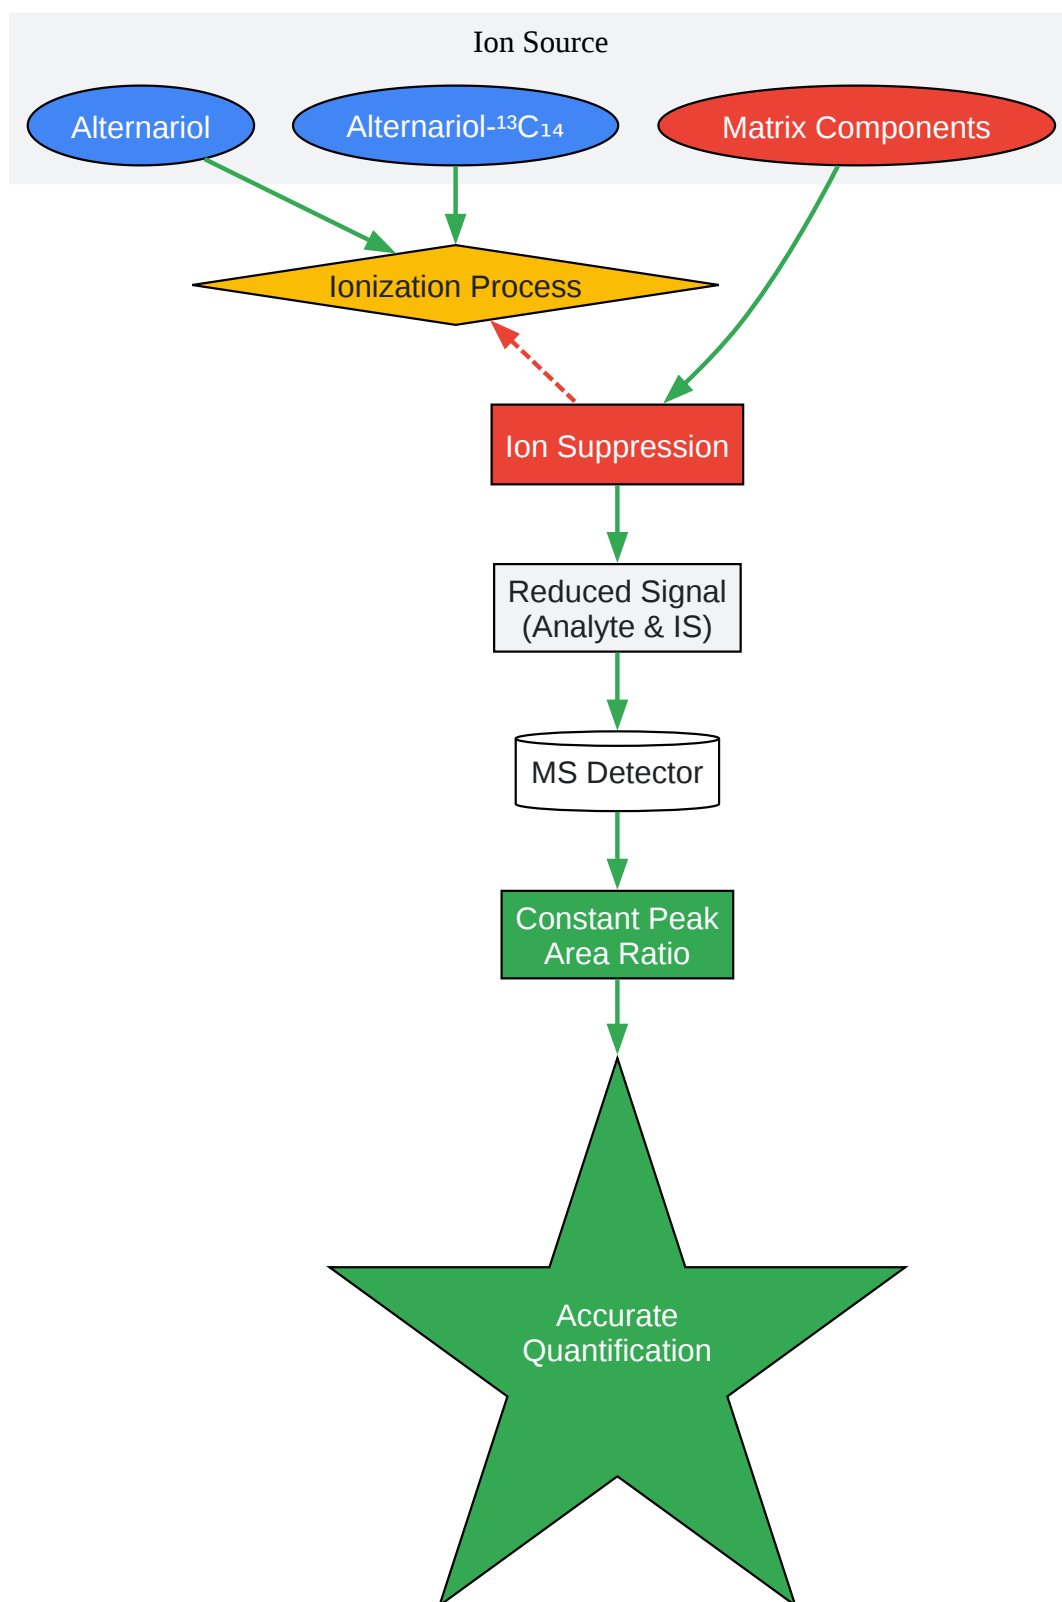 Ion Source
Alternariol
Alternariol-¹³C₁₄
Matrix Components
Ionization Process
Ion Suppression
Reduced Signal
(Analyte & IS)
MS Detector
Constant Peak
Area Ratio
Accurate
Quantification